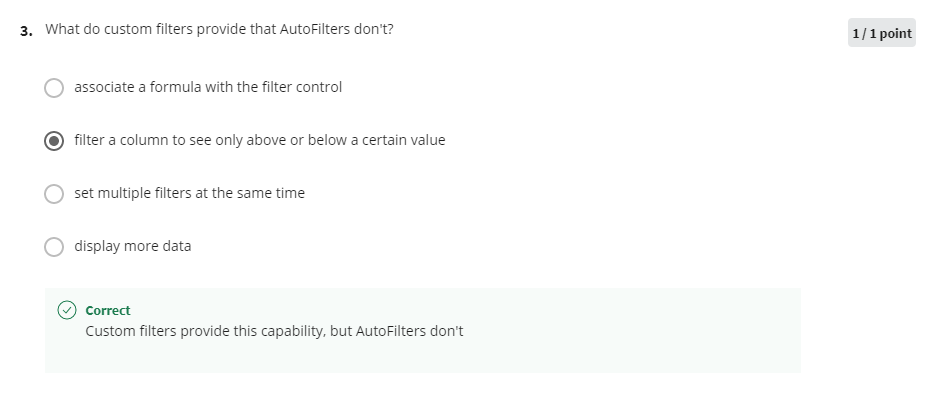 3. What do custom filters provide that AutoFilters don't?
1 / 1 point
associate a formula with the filter control
filter a column to see only above or below a certain value
set multiple filters at the same time
display more data
Correct
Custom filters provide this capability, but AutoFilters don't